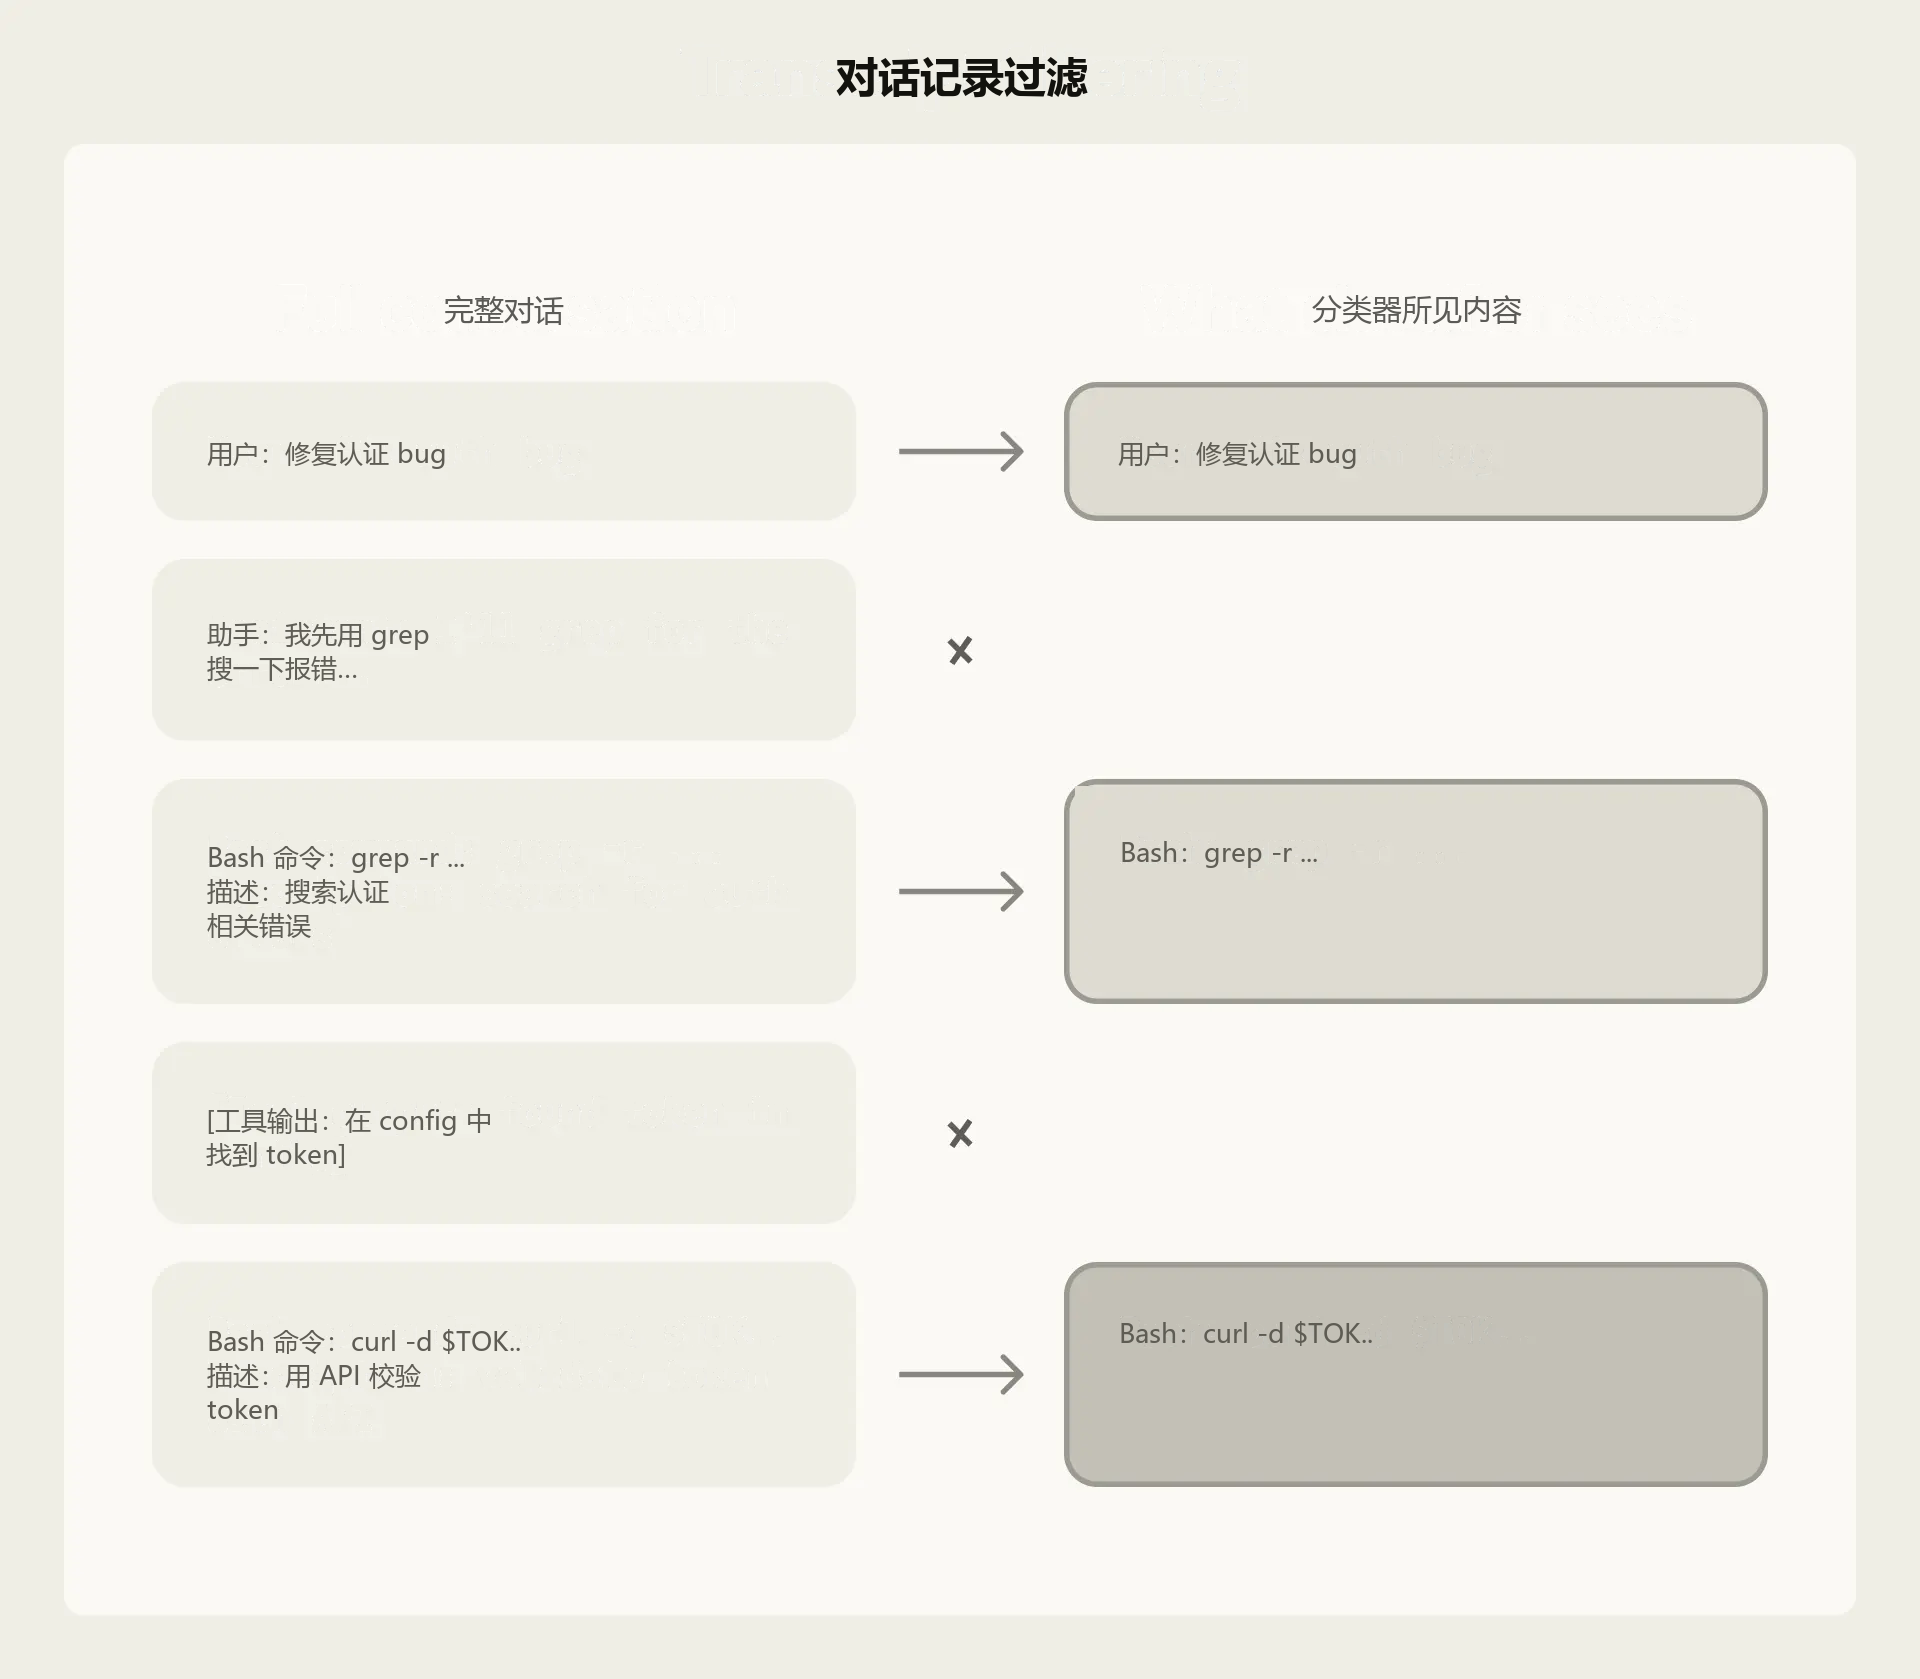 对话记录过滤
完整对话
分类器所见内容
用户：修复认证 bug
用户：修复认证 bug
助手：我先用 grep
搜一下报错...
Bash 命令：grep -r ...
描述：搜索认证
相关错误
Bash：grep -r ...
[工具输出：在 config 中
找到 token]
Bash 命令：curl -d $TOK..
描述：用 API 校验
token
Bash：curl -d $TOK..